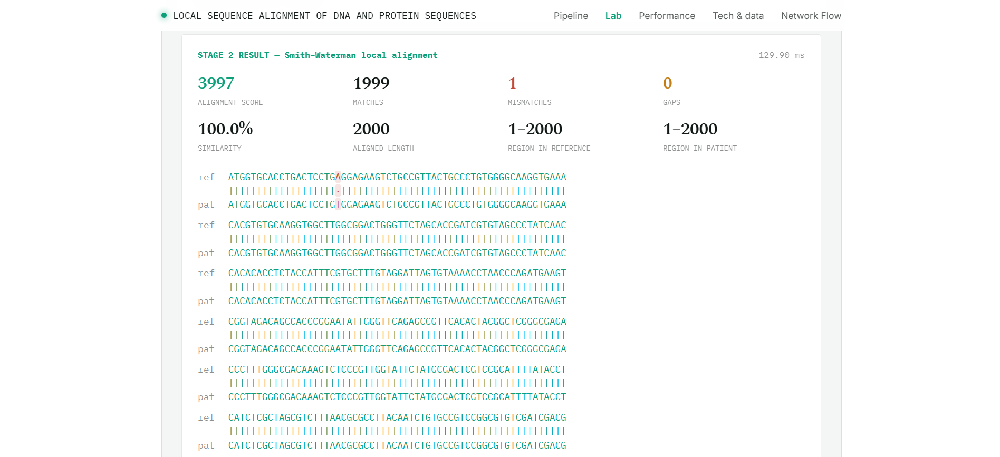 LOCAL SEQUENCE ALIGNMENT OF DNA AND PROTEIN SEQUENCES Pipeline Lab Performance Tech & data Network Flow
STAGE 2 RESULT — Smith–Waterman local alignment 129.90 ms
3997 1999 1 0
ALIGNMENT SCORE MATCHES MISMATCHES GAPS
100.0% 2000 1–2000 1–2000
SIMILARITY ALIGNED LENGTH REGION IN REFERENCE REGION IN PATIENT
ref ATGGTGCACCTGACTCCTGAGGAGAAGTCTGCCGTTACTGCCCTGTGGGGCAAGGTGAAA
|||||||||||||||||||·||||||||||||||||||||||||||||||||||||||||
pat ATGGTGCACCTGACTCCTGTGGAGAAGTCTGCCGTTACTGCCCTGTGGGGCAAGGTGAAA
ref CACGTGTGCAAGGTGGCTTGGCGGACTGGGTTCTAGCACCGATCGTGTAGCCCTATCAAC
||||||||||||||||||||||||||||||||||||||||||||||||||||||||||||
pat CACGTGTGCAAGGTGGCTTGGCGGACTGGGTTCTAGCACCGATCGTGTAGCCCTATCAAC
ref CACACACCTCTACCATTTCGTGCTTTGTAGGATTAGTGTAAAACCTAACCCAGATGAAGT
||||||||||||||||||||||||||||||||||||||||||||||||||||||||||||
pat CACACACCTCTACCATTTCGTGCTTTGTAGGATTAGTGTAAAACCTAACCCAGATGAAGT
ref CGGTAGACAGCCACCCGGAATATTGGGTTCAGAGCCGTTCACACTACGGCTCGGGCGAGA
||||||||||||||||||||||||||||||||||||||||||||||||||||||||||||
pat CGGTAGACAGCCACCCGGAATATTGGGTTCAGAGCCGTTCACACTACGGCTCGGGCGAGA
ref CCCTTTGGGCGACAAAGTCTCCCGTTGGTATTCTATGCGACTCGTCCGCATTTTATACCT
||||||||||||||||||||||||||||||||||||||||||||||||||||||||||||
pat CCCTTTGGGCGACAAAGTCTCCCGTTGGTATTCTATGCGACTCGTCCGCATTTTATACCT
ref CATCTCGCTAGCGTCTTTAACGCGCCTTACAATCTGTGCCGTCCGGCGTGTCGATCGACG
||||||||||||||||||||||||||||||||||||||||||||||||||||||||||||
pat CATCTCGCTAGCGTCTTTAACGCGCCTTACAATCTGTGCCGTCCGGCGTGTCGATCGACG